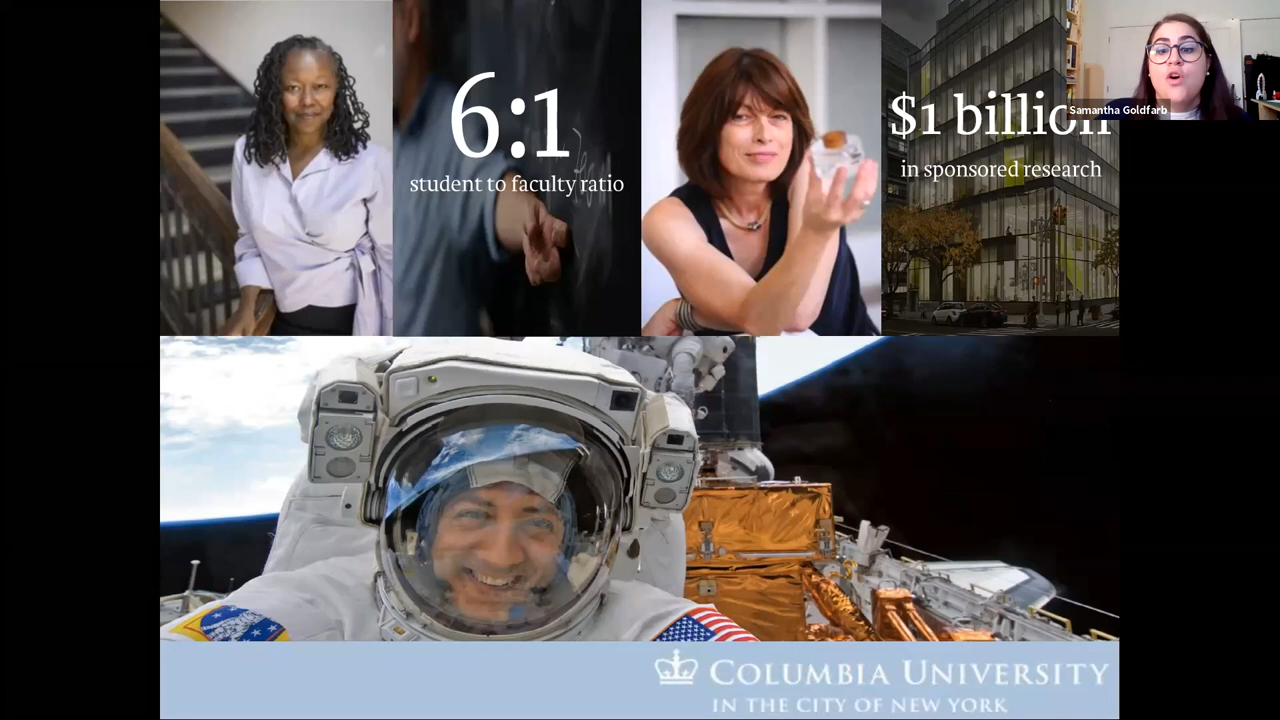 6:1
student to faculty ratio
$1 billion
in sponsored research
Samantha Goldfarb
COLUMBIA UNIVERSITY
IN THE CITY OF NEW YORK